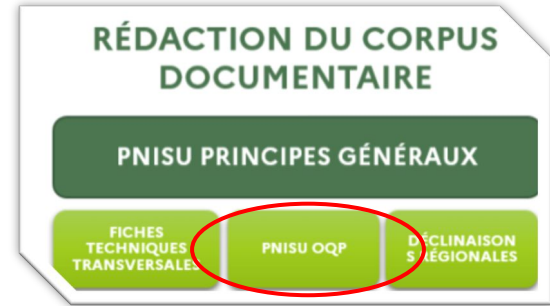 RÉDACTION DU CORPUS
DOCUMENTAIRE
PNISU PRINCIPES GÉNÉRAUX
FICHES
TECHNIQUES
TRANSVERSALES
PNISU OQP
DÉCLINAISON
S RÉGIONALES